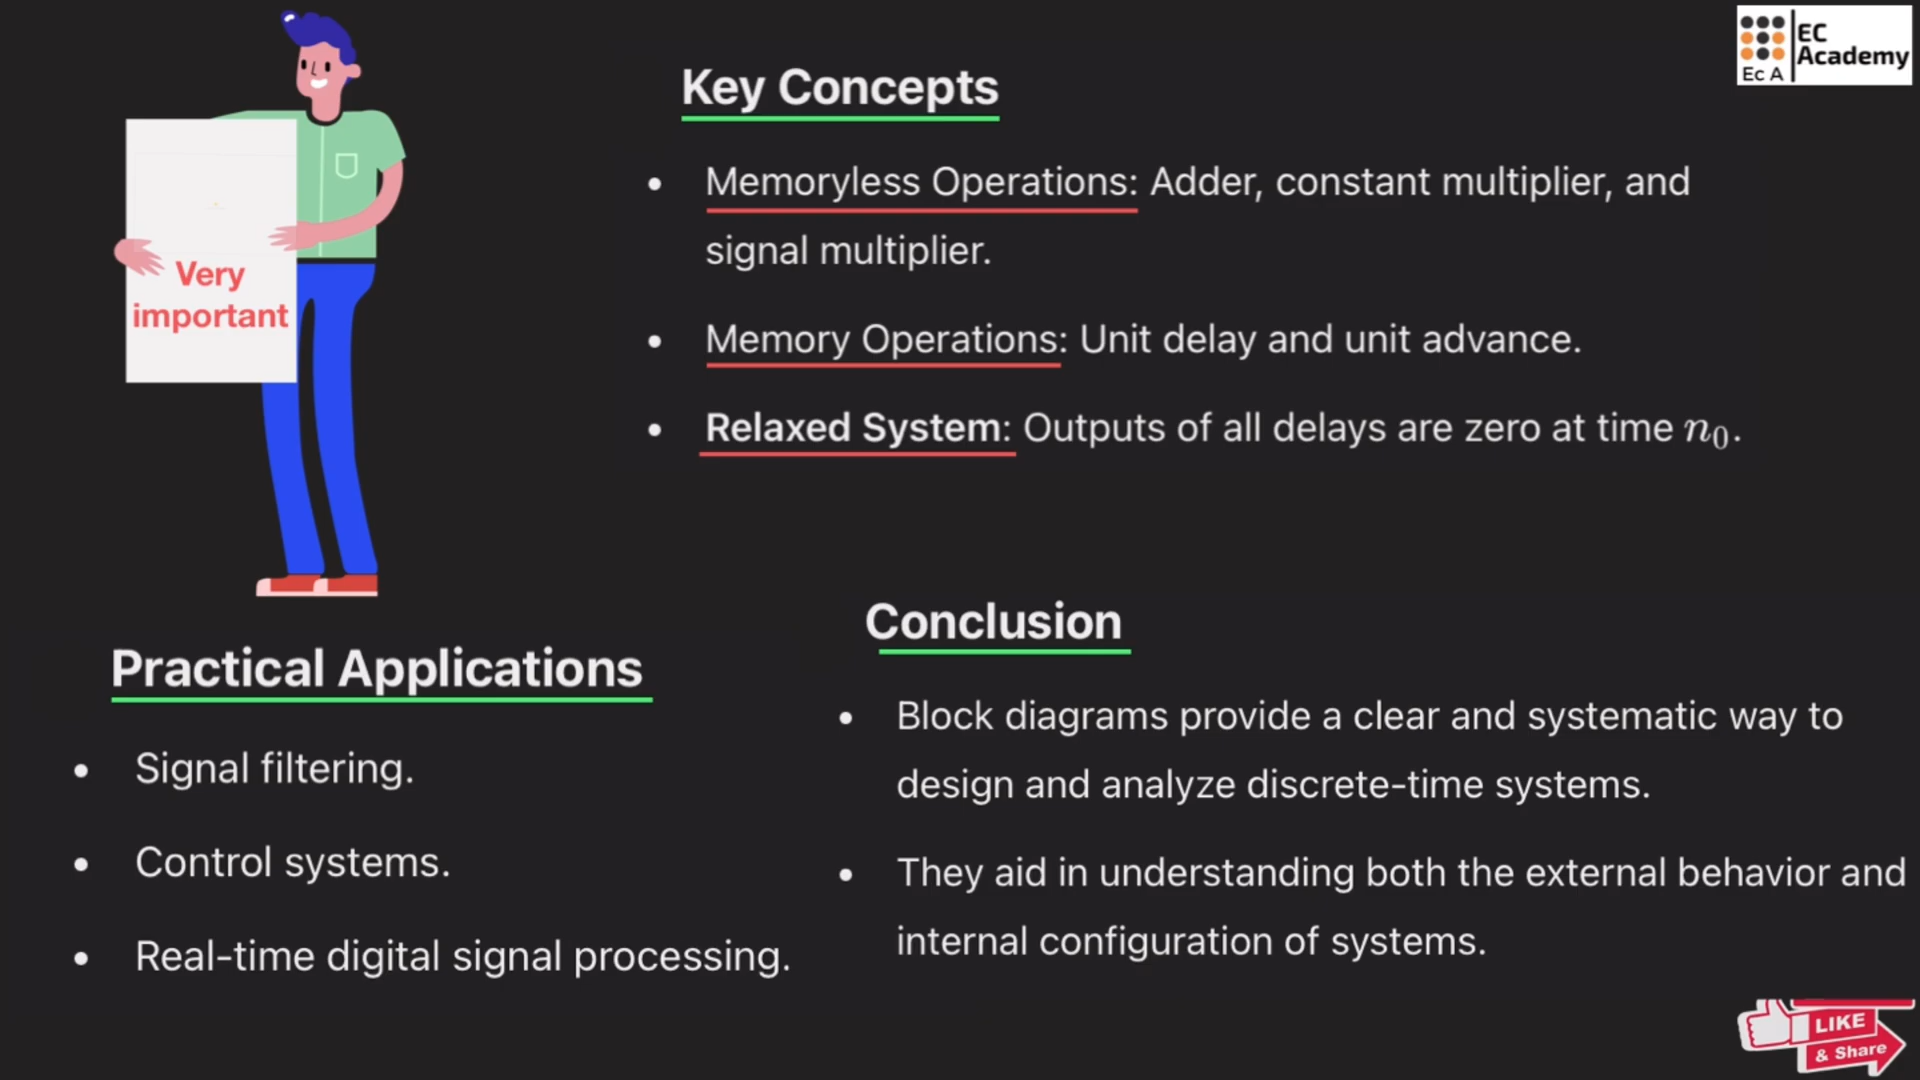 EC
Academy
Ec A
Key Concepts
• Memoryless Operations: Adder, constant multiplier, and
signal multiplier.
• Memory Operations: Unit delay and unit advance.
• Relaxed System: Outputs of all delays are zero at time n₀.
Very
important
Conclusion
• Block diagrams provide a clear and systematic way to
design and analyze discrete-time systems.
• They aid in understanding both the external behavior and
internal configuration of systems.
Practical Applications
• Signal filtering.
• Control systems.
• Real-time digital signal processing.
LIKE
& Share